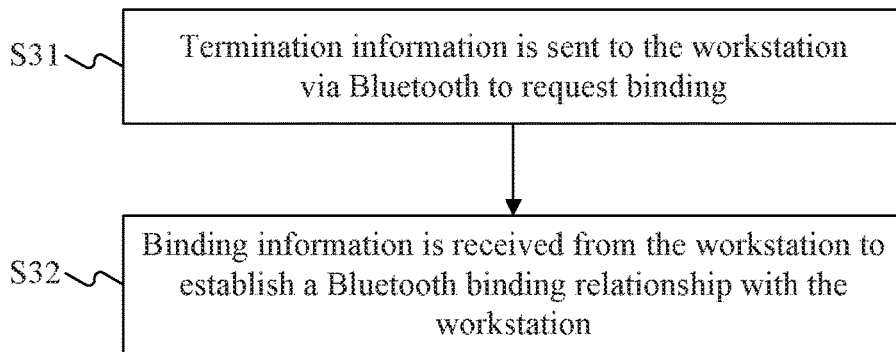 S31
Termination information is sent to the workstation
via Bluetooth to request binding
S32
Binding information is received from the workstation to
establish a Bluetooth binding relationship with the
workstation